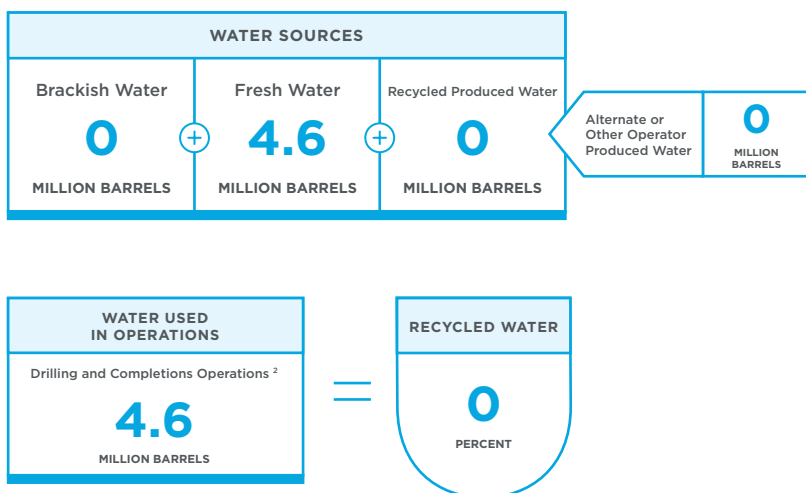 WATER SOURCES
Brackish Water
0
MILLION BARRELS
+
Fresh Water
4.6
MILLION BARRELS
+
Recycled Produced Water
0
MILLION BARRELS
Alternate or
Other Operator
Produced Water
0
MILLION
BARRELS
WATER USED
IN OPERATIONS
Drilling and Completions Operations ²
4.6
MILLION BARRELS
=
RECYCLED WATER
0
PERCENT